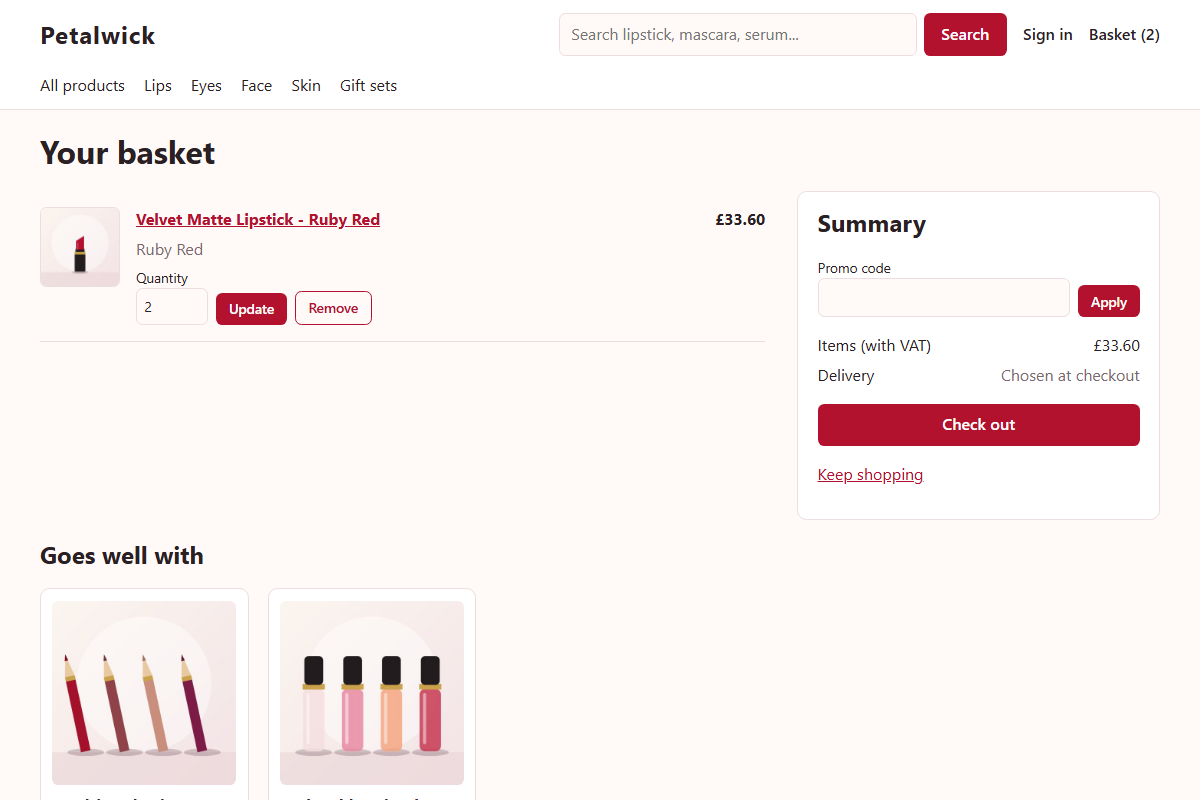 Petalwick
Search lipstick, mascara, serum...
Search
Sign in
Basket (2)
All products
Lips
Eyes
Face
Skin
Gift sets
Your basket
Velvet Matte Lipstick - Ruby Red
£33.60
Ruby Red
Quantity
2
Update
Remove
Summary
Promo code
Apply
Items (with VAT)
£33.60
Delivery
Chosen at checkout
Check out
Keep shopping
Goes well with